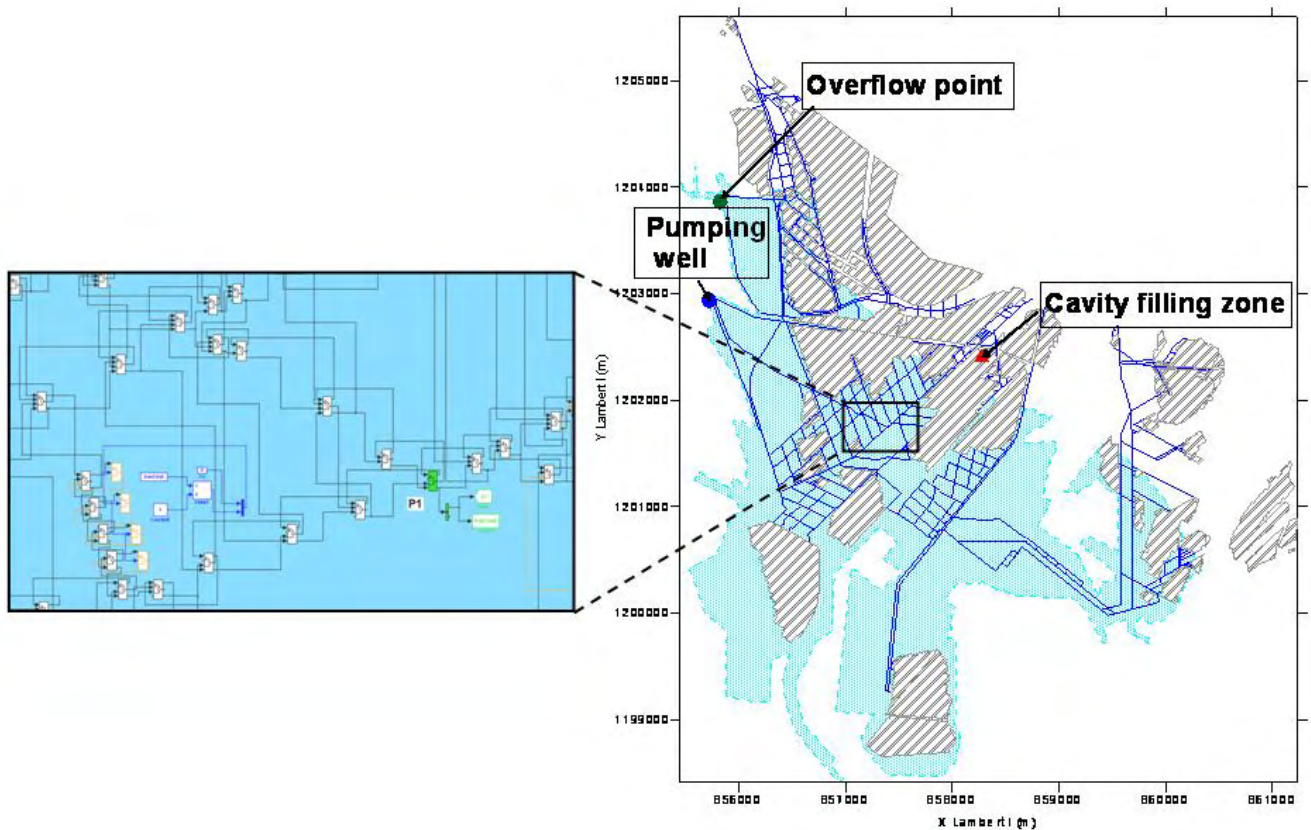 Overflow point
Pumping
well
Cavity filling zone
P1
Y Lambert I (m)
1205000
1204000
1203000
1202000
1201000
1200000
1199000
856000 857000 858000 859000 860000 861000
X Lambert I (m)